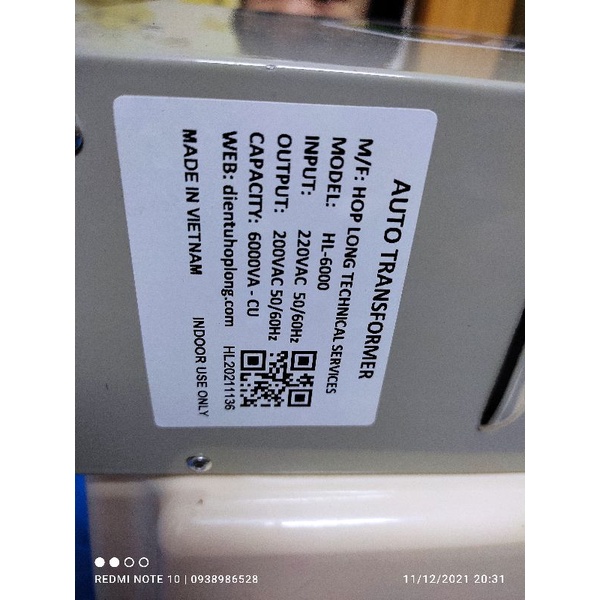 AUTO TRANSFORMER
M/F: HOP LONG TECHNICAL SERVICES
MODEL: HL-6000
INPUT: 220VAC 50/60Hz
OUTPUT: 200VAC 50/60Hz
CAPACITY: 6000VA - CU
WEB: dientuhoplong.com HL20211136
MADE IN VIETNAM INDOOR USE ONLY
REDMI NOTE 10 | 0938986528
11/12/2021 20:31